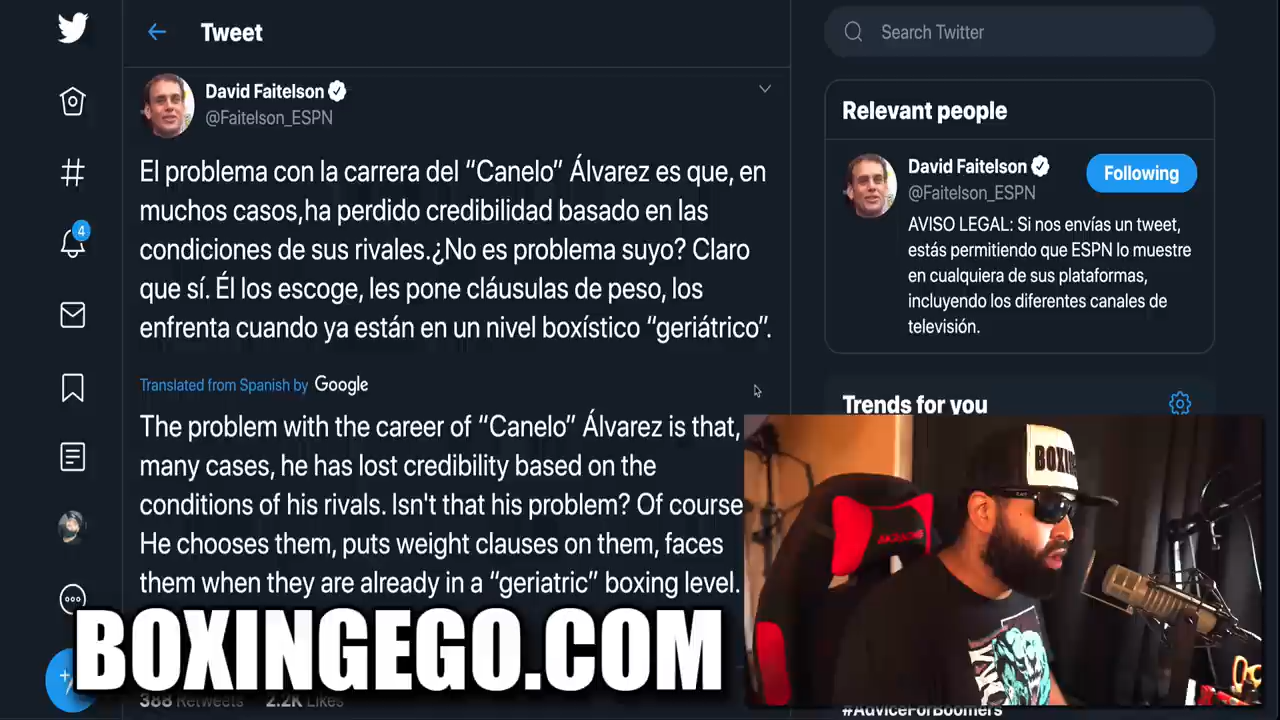 Tweet
David Faitelson
@Faitelson_ESPN
El problema con la carrera del “Canelo” Álvarez es que, en
muchos casos,ha perdido credibilidad basado en las
condiciones de sus rivales.¿No es problema suyo? Claro
que sí. Él los escoge, les pone cláusulas de peso, los
enfrenta cuando ya están en un nivel boxístico “geriátrico”.
Translated from Spanish by Google
The problem with the career of “Canelo” Álvarez is that,
many cases, he has lost credibility based on the
conditions of his rivals. Isn't that his problem? Of course
He chooses them, puts weight clauses on them, faces
them when they are already in a “geriatric” boxing level.
BOXINGEGO.COM
388 Retweets 2.2K Likes
4
Search Twitter
Relevant people
David Faitelson
Following
@Faitelson_ESPN
AVISO LEGAL: Si nos envías un tweet,
estás permitiendo que ESPN lo muestre
en cualquiera de sus plataformas,
incluyendo los diferentes canales de
televisión.
Trends for you
#AdviceForBoomers